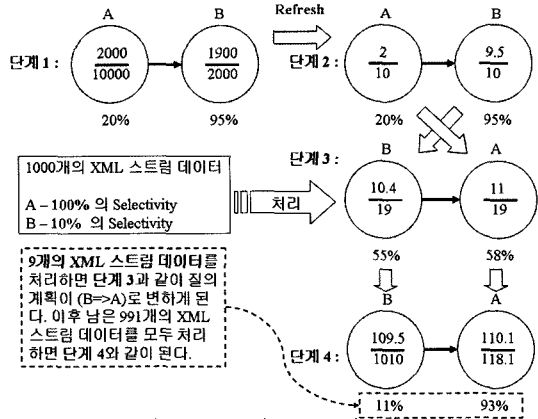 A B Refresh A B
단계 1 : 2000/10000 1900/2000 단계 2 : 2/10 9.5/10
20% 95% 20% 95%
단계 3 : B A
1000개의 XML 스트림 데이터
A – 100% 의 Selectivity
B – 10% 의 Selectivity
처리
10.4/19 11/19
55% 58%
9개의 XML 스트림 데이터를
처리하면 단계 3과 같이 질의
계획이 (B=>A)로 변하게 된
다. 이후 남은 991개의 XML
스트림 데이터를 모두 처리
하면 단계 4와 같이 된다.
B A
단계 4 : 109.5/1010 110.1/118.1
11% 93%